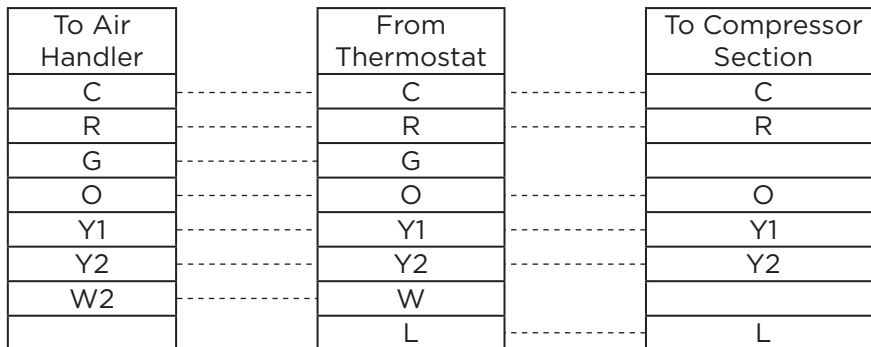 To Air Handler From Thermostat To Compressor Section
C C C
R R R
G G
O O O
Y1 Y1 Y1
Y2 Y2 Y2
W2 W
L L